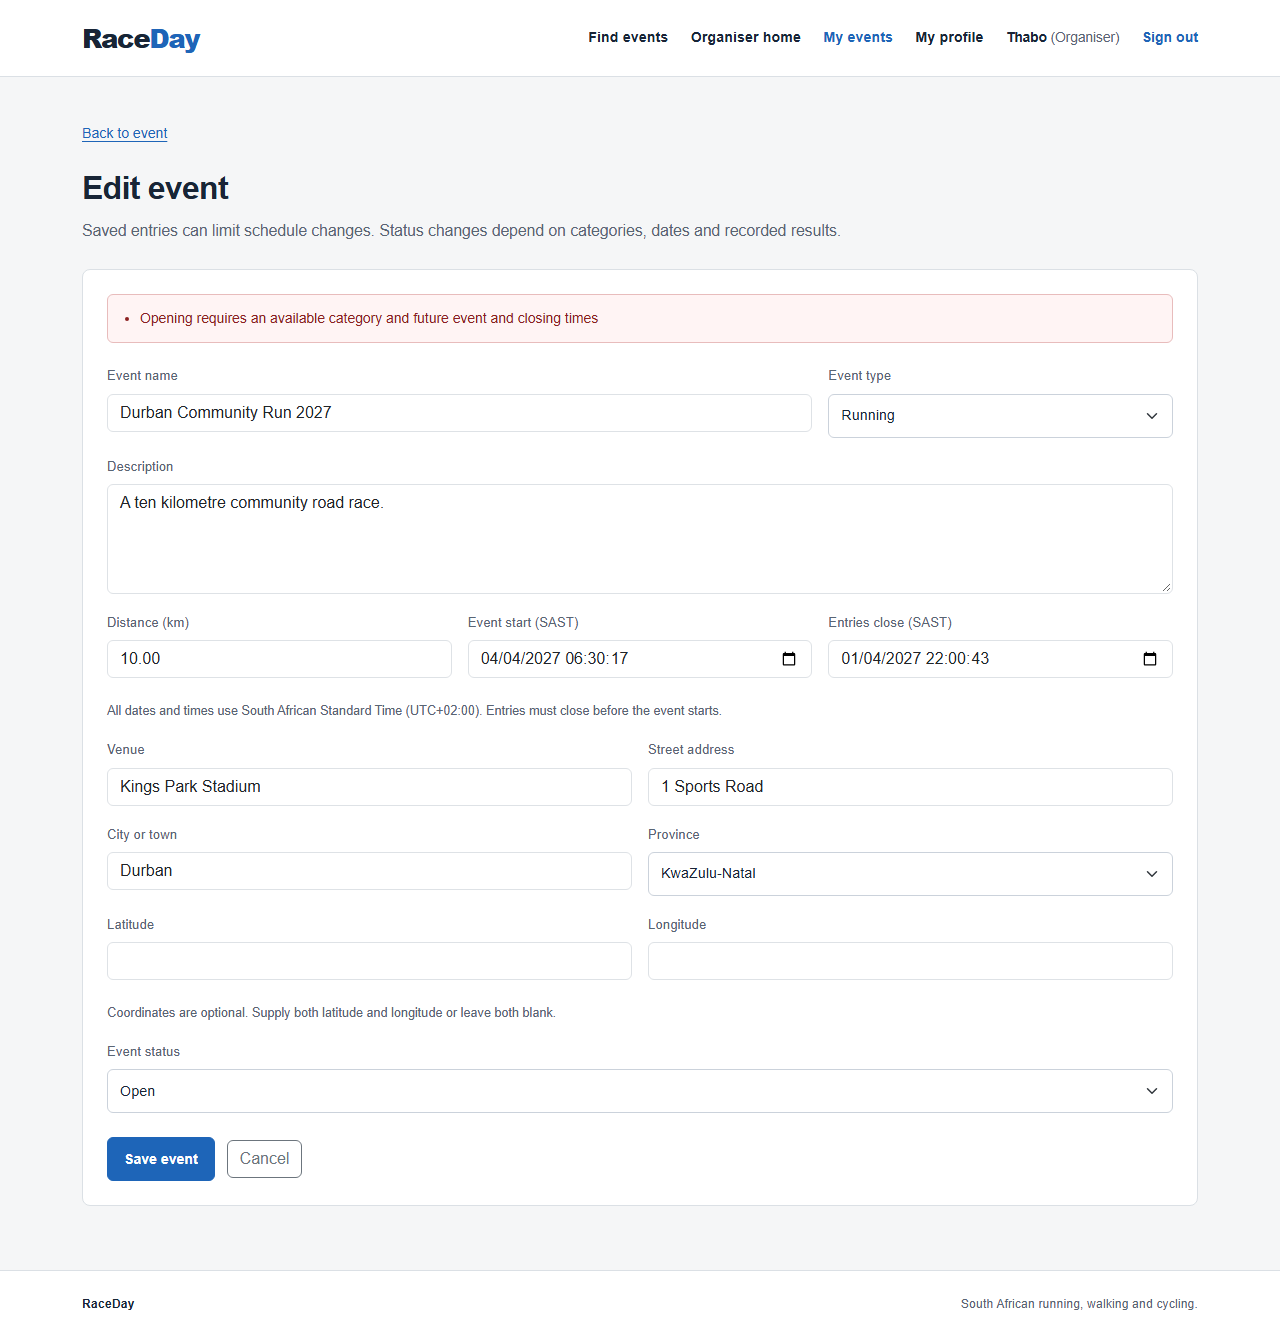 RaceDay
Find events Organiser home My events My profile Thabo (Organiser) Sign out
Back to event
Edit event
Saved entries can limit schedule changes. Status changes depend on categories, dates and recorded results.
• Opening requires an available category and future event and closing times
Event name Event type
Durban Community Run 2027 Running
Description
A ten kilometre community road race.
Distance (km) Event start (SAST) Entries close (SAST)
10.00 04/04/2027 06:30:17 01/04/2027 22:00:43
All dates and times use South African Standard Time (UTC+02:00). Entries must close before the event starts.
Venue Street address
Kings Park Stadium 1 Sports Road
City or town Province
Durban KwaZulu-Natal
Latitude Longitude
Coordinates are optional. Supply both latitude and longitude or leave both blank.
Event status
Open
Save event Cancel
RaceDay South African running, walking and cycling.